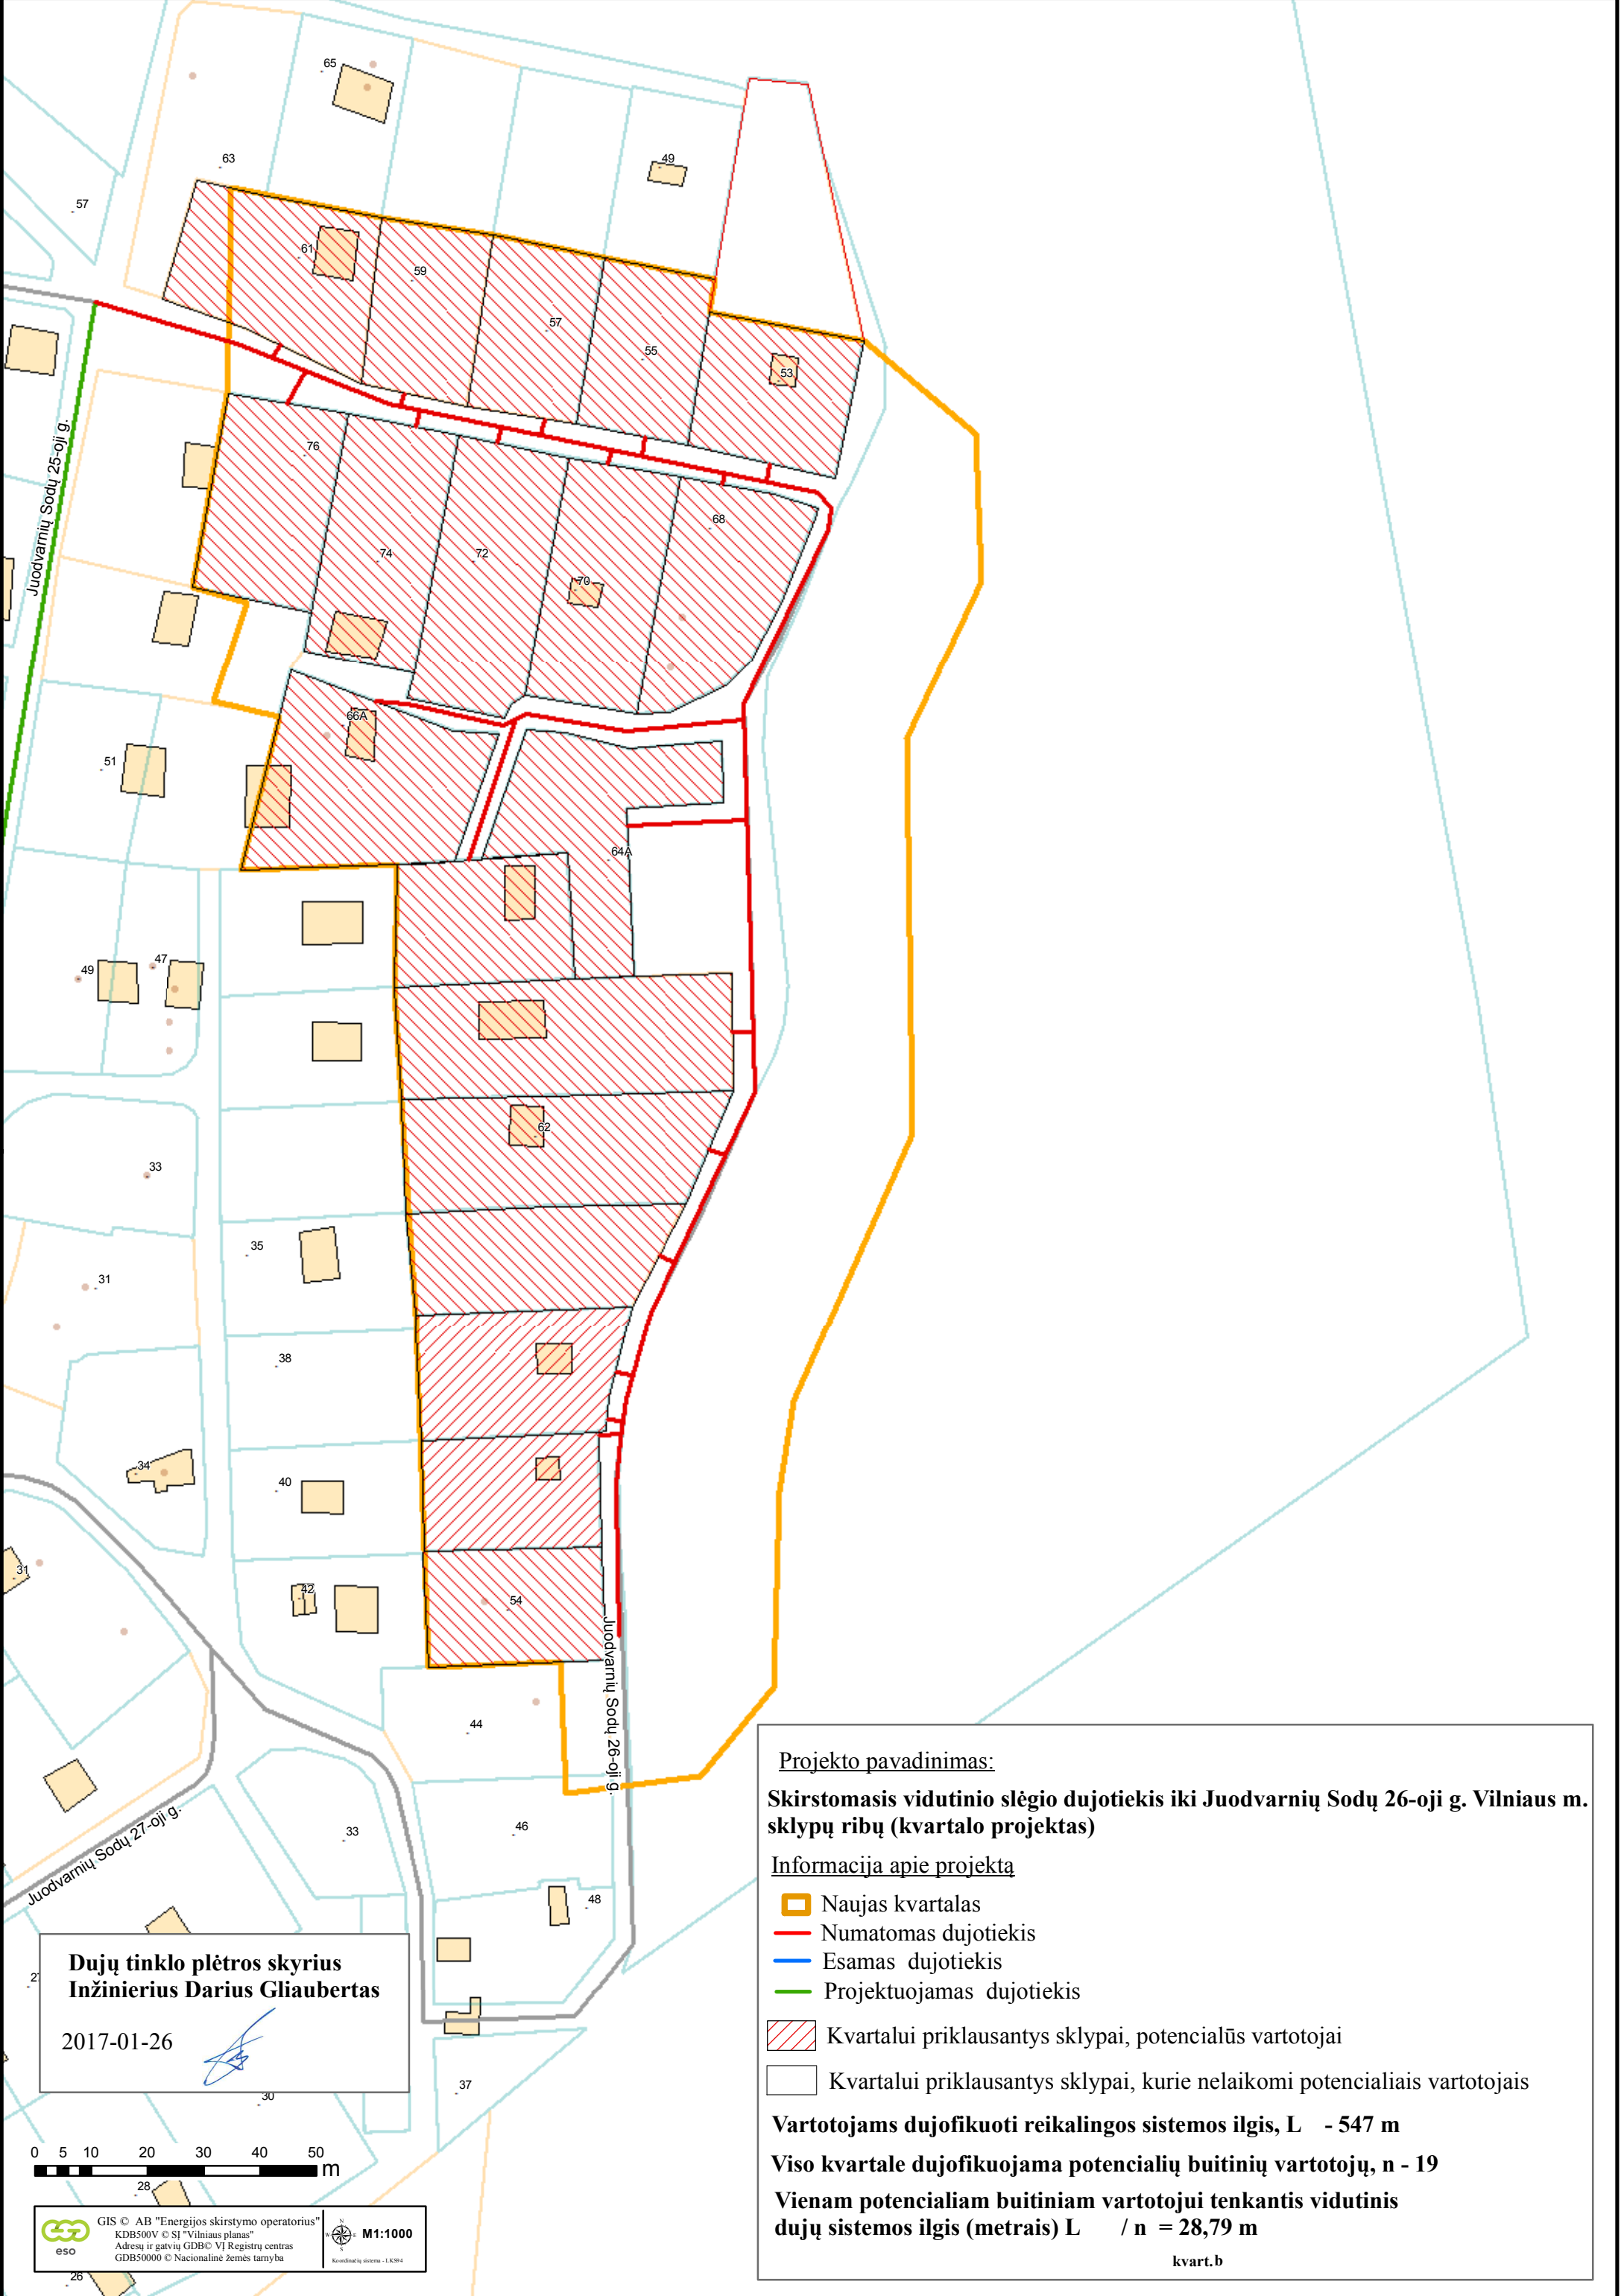 65
63
49
57
61
59
57
55
53
76
68
74
72
70
Juodvarnių Sodų 25-oji g.
66A
51
64A
49
47
62
33
35
31
38
34
40
31
42
54
Juodvarnių Sodų 26-oji g.
44
33
46
48
Juodvarnių Sodų 27-oji g.
37
30
28
26
Dujų tinklo plėtros skyrius
Inžinierius Darius Gliaubertas
2017-01-26
0 5 10 20 30 40 50
m
eso
GIS © AB "Energijos skirstymo operatorius"
KDB500V © SĮ "Vilniaus planas"
Adresų ir gatvių GDB© VĮ Registrų centras
GDB50000 © Nacionalinė žemės tarnyba
N
W E
S
M1:1000
Koordinačių sistema - LKS94
Projekto pavadinimas:
Skirstomasis vidutinio slėgio dujotiekis iki Juodvarnių Sodų 26-oji g. Vilniaus m.
sklypų ribų (kvartalo projektas)
Informacija apie projektą
Naujas kvartalas
Numatomas dujotiekis
Esamas dujotiekis
Projektuojamas dujotiekis
Kvartalui priklausantys sklypai, potencialūs vartotojai
Kvartalui priklausantys sklypai, kurie nelaikomi potencialiais vartotojais
Vartotojams dujofikuoti reikalingos sistemos ilgis, L - 547 m
Viso kvartale dujofikuojama potencialių buitinių vartotojų, n - 19
Vienam potencialiam buitiniam vartotojui tenkantis vidutinis
dujų sistemos ilgis (metrais) L / n = 28,79 m
kvart.b